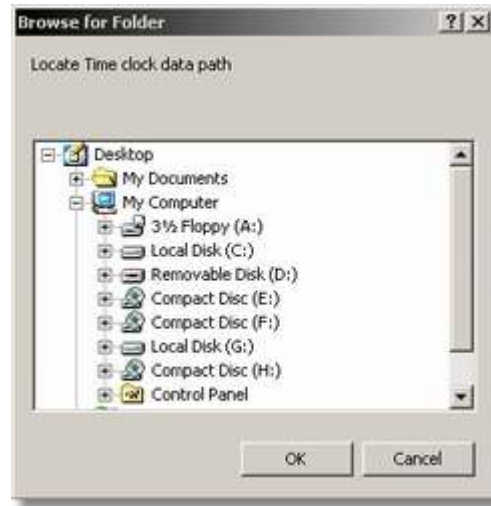 Browse for Folder
Locate Time clock data path
Desktop
My Documents
My Computer
3½ Floppy (A:)
Local Disk (C:)
Removable Disk (D:)
Compact Disc (E:)
Compact Disc (F:)
Local Disk (G:)
Compact Disc (H:)
Control Panel
OK Cancel